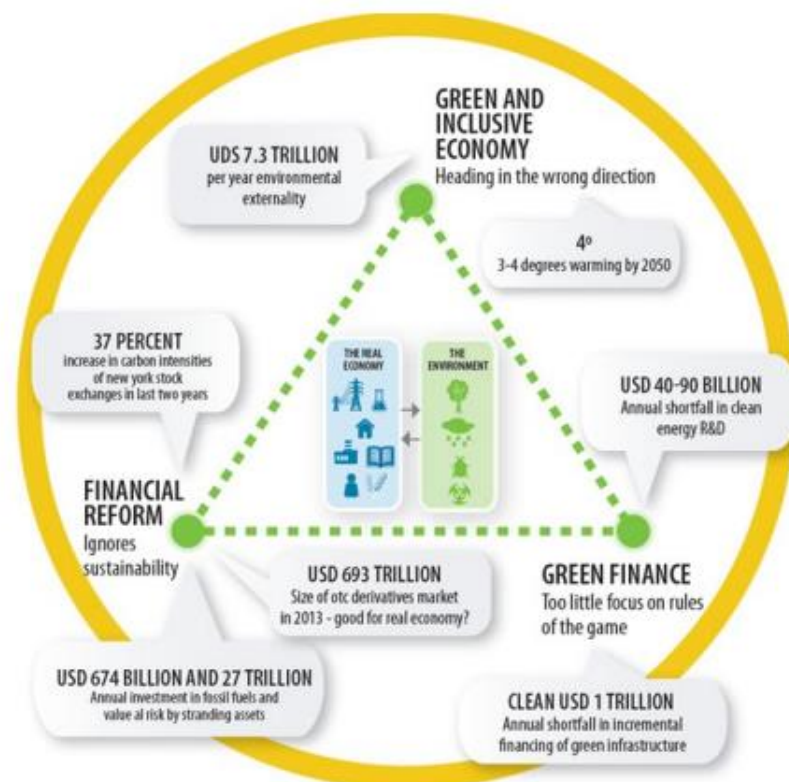 GREEN AND
INCLUSIVE
ECONOMY
Heading in the wrong direction
UDS 7.3 TRILLION
per year environmental
externality
4º
3-4 degrees warming by 2050
37 PERCENT
increase in carbon intensities
of new york stock
exchanges in last two years
THE REAL
ECONOMY
THE
ENVIRONMENT
USD 40-90 BILLION
Annual shortfall in clean
energy R&D
FINANCIAL
REFORM
Ignores
sustainability
USD 693 TRILLION
Size of otc derivatives market
in 2013 - good for real economy?
GREEN FINANCE
Too little focus on rules
of the game
USD 674 BILLION AND 27 TRILLION
Annual investment in fossil fuels and
value al risk by stranding assets
CLEAN USD 1 TRILLION
Annual shortfall in incremental
financing of green infrastructure